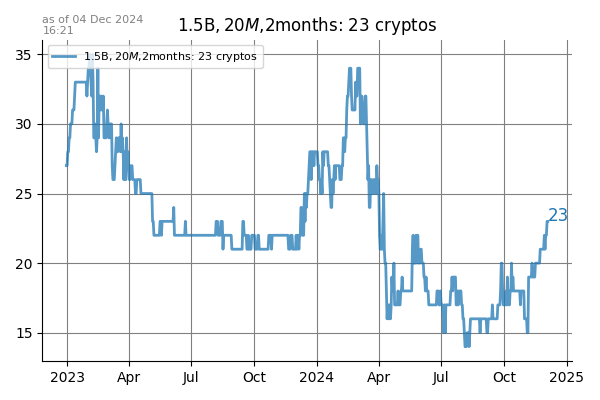 as of 04 Dec 2024
16:21
1.5B, 20M,2months: 23 cryptos
1.5B, 20M,2months: 23 cryptos
35
30
25
20
15
23
2023 Apr Jul Oct 2024 Apr Jul Oct 2025